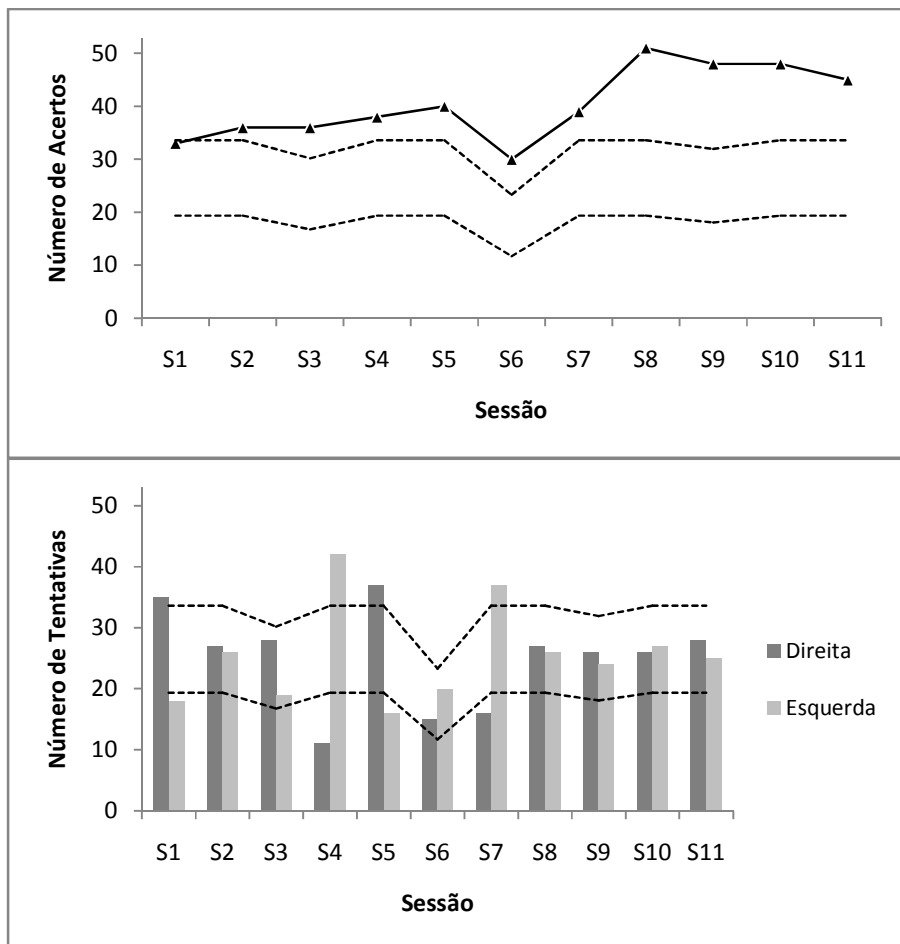 Número de Acertos
50
40
30
20
10
0
S1 S2 S3 S4 S5 S6 S7 S8 S9 S10 S11
Sessão
Número de Tentativas
50
40
30
20
10
0
S1 S2 S3 S4 S5 S6 S7 S8 S9 S10 S11
Sessão
Direita
Esquerda